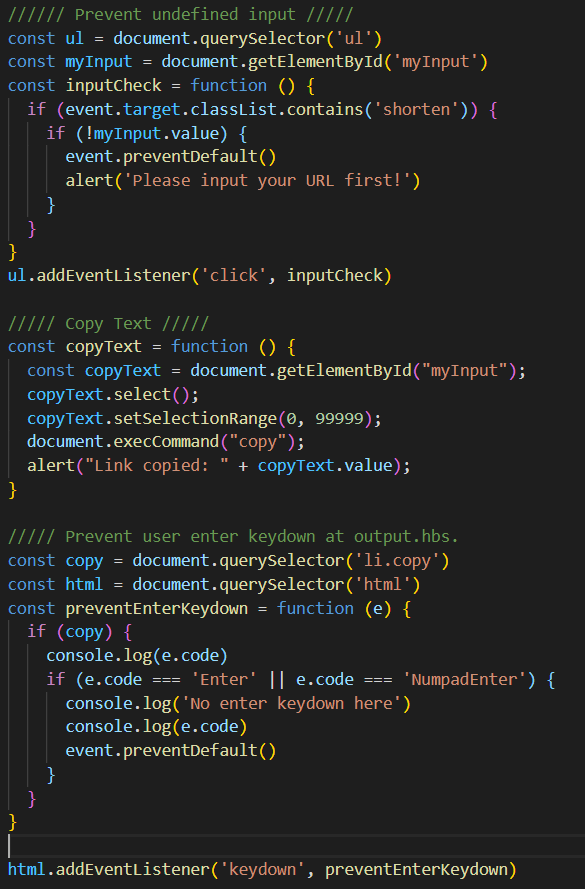 ////// Prevent undefined input /////
const ul = document.querySelector('ul')
const myInput = document.getElementById('myInput')
const inputCheck = function () {
  if (event.target.classList.contains('shorten')) {
    if (!myInput.value) {
      event.preventDefault()
      alert('Please input your URL first!')
    }
  }
}
ul.addEventListener('click', inputCheck)

///// Copy Text /////
const copyText = function () {
  const copyText = document.getElementById("myInput");
  copyText.select();
  copyText.setSelectionRange(0, 99999);
  document.execCommand("copy");
  alert("Link copied: " + copyText.value);
}

///// Prevent user enter keydown at output.hbs.
const copy = document.querySelector('li.copy')
const html = document.querySelector('html')
const preventEnterKeydown = function (e) {
  if (copy) {
    console.log(e.code)
    if (e.code === 'Enter' || e.code === 'NumpadEnter') {
      console.log('No enter keydown here')
      console.log(e.code)
      event.preventDefault()
    }
  }
}

html.addEventListener('keydown', preventEnterKeydown)